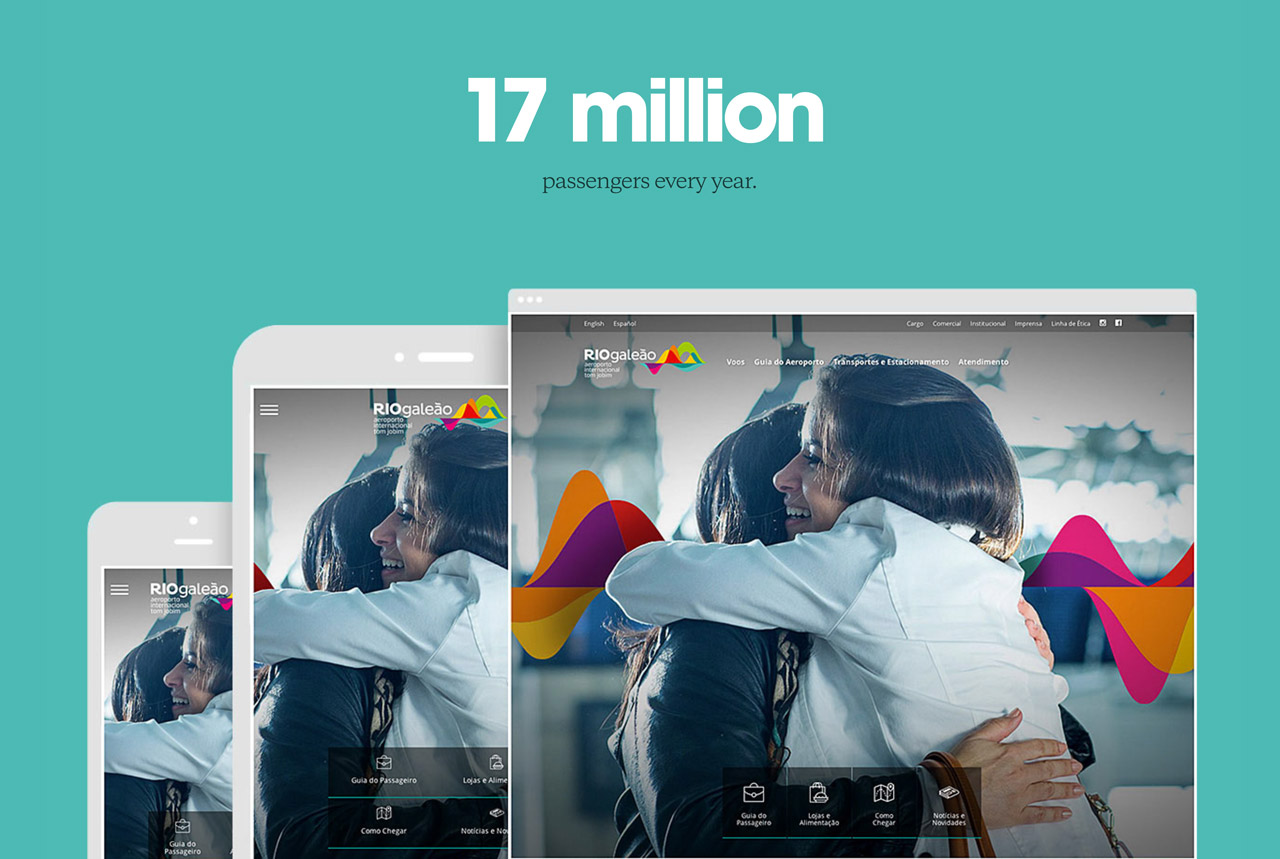 17 million
passengers every year.
English Español Cargo Comercial Institucional Imprensa Linha de Ética
RIOgaleão
aeroporto
internacional
tom jobim
Voos Guia do Aeroporto Transportes e Estacionamento Atendimento
Guia do
Passageiro
Lojas e
Alimentação
Como
Chegar
Notícias e
Novidades
RIOgaleão
aeroporto
internacional
tom jobim
Guia do Passageiro Lojas e Alime
Como Chegar Notícias e Nov
RIOgaleão
aeroporto
internacional
tom jobim
Guia do
Passageiro